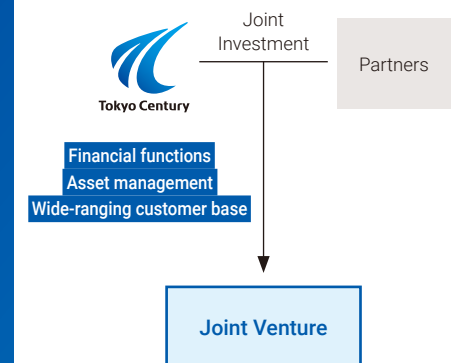 Joint
Investment
Partners
Tokyo Century
Financial functions
Asset management
Wide-ranging customer base
Joint Venture